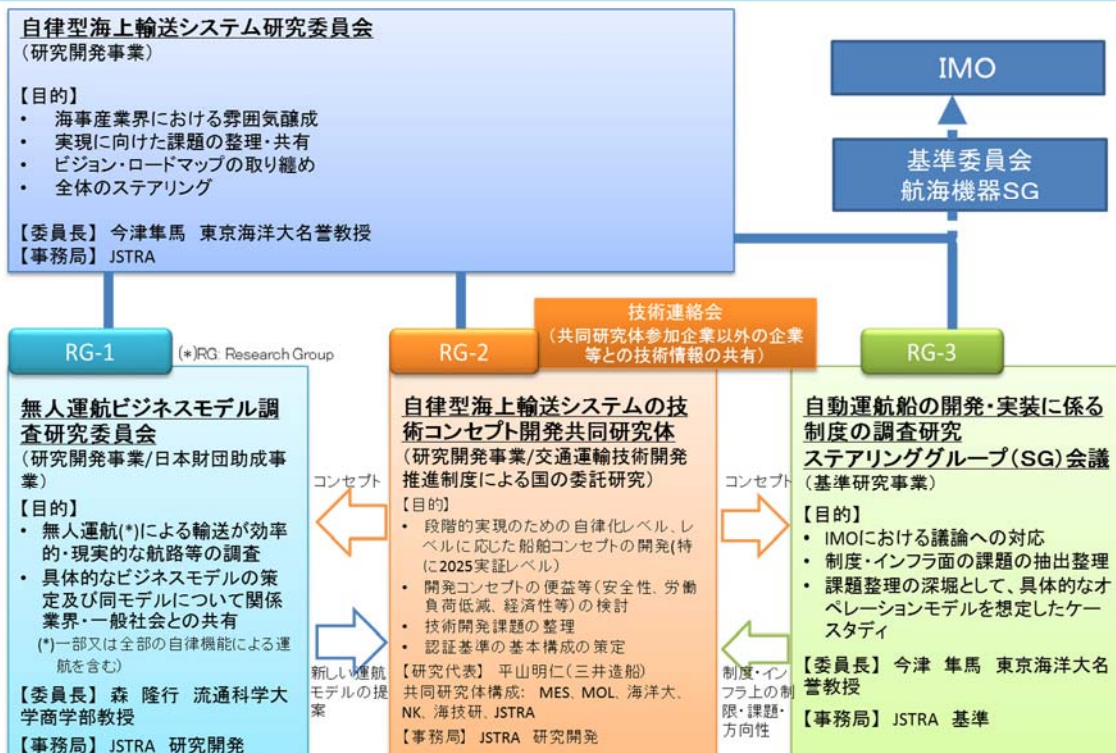 自律型海上輸送システム研究委員会
(研究開発事業)
【目的】
• 海事産業界における雰囲気醸成
• 実現に向けた課題の整理・共有
• ビジョン・ロードマップの取り纏め
• 全体のステアリング
【委員長】 今津隼馬 東京海洋大名誉教授
【事務局】 JSTRA
IMO
基準委員会
航海機器SG
RG-1
(*)RG: Research Group
無人運航ビジネスモデル調
査研究委員会
(研究開発事業/日本財団助成事
業)
【目的】
• 無人運航(*)による輸送が効率
的・現実的な航路等の調査
• 具体的なビジネスモデルの策
定及び同モデルについて関係
業界・一般社会との共有
(*)一部又は全部の自律機能による運
航を含む)
【委員長】 森 隆行 流通科学大
学商学部教授
【事務局】 JSTRA 研究開発
コンセプト
新しい運航
モデルの提
案
RG-2
技術連絡会
(共同研究体参加企業以外の企業
等との技術情報の共有)
自律型海上輸送システムの技
術コンセプト開発共同研究体
(研究開発事業/交通運輸技術開発
推進制度による国の委託研究)
【目的】
• 段階的実現のための自律化レベル、レ
ベルに応じた船舶コンセプトの開発(特
に2025実証レベル)
• 開発コンセプトの便益等(安全性、労働
負荷低減、経済性等)の検討
• 技術開発課題の整理
• 認証基準の基本構成の策定
【研究代表】 平山明仁(三井造船)
共同研究体構成: MES、MOL、海洋大、
NK、海技研、JSTRA
【事務局】 JSTRA 研究開発
コンセプト
制度・イン
フラ上の制
限・課題・
方向性
RG-3
自動運航船の開発・実装に係る
制度の調査研究
ステアリンググループ(SG)会議
(基準研究事業)
【目的】
• IMOにおける議論への対応
• 制度・インフラ面の課題の抽出整理
• 課題整理の深堀として、具体的なオ
ペレーションモデルを想定したケー
スタディ
【委員長】 今津 隼馬 東京海洋大名
誉教授
【事務局】 JSTRA 基準